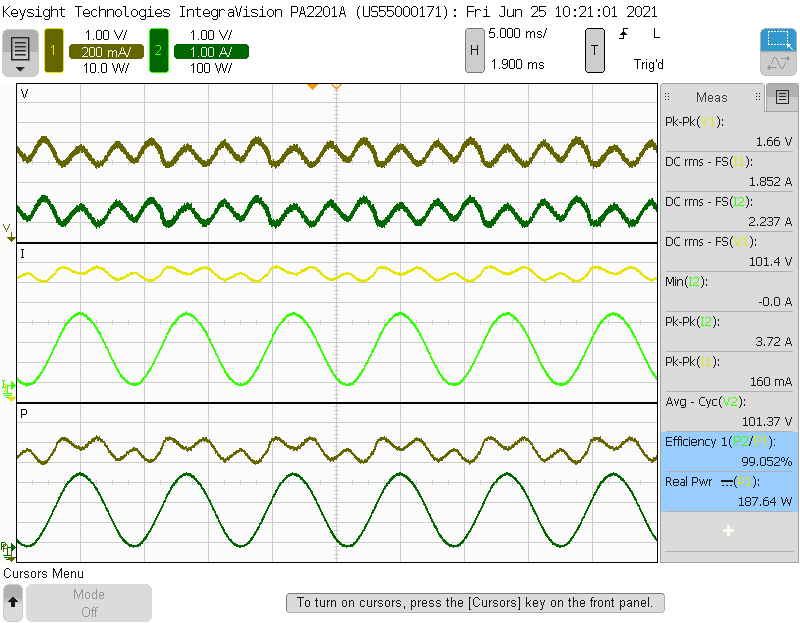 Keysight Technologies IntegraVision PA2201A (US55000171): Fri Jun 25 10:21:01 2021
1
1.00 V/
200 mA/
10.0 W/
2
1.00 V/
1.00 A/
100 W/
H
5.000 ms/
1.900 ms
T
L
Trig'd
V
V
I
I
P
P
Meas
Pk-Pk(V1):
1.66 V
DC rms - FS(I1):
1.852 A
DC rms - FS(I2):
2.237 A
DC rms - FS(V1):
101.4 V
Min(I2):
-0.0 A
Pk-Pk(I2):
3.72 A
Pk-Pk(I1):
160 mA
Avg - Cyc(V2):
101.37 V
Efficiency 1(P2/P ):
99.052%
Real Pwr (P1):
187.64 W
Cursors Menu
Mode
Off
To turn on cursors, press the [Cursors] key on the front panel.